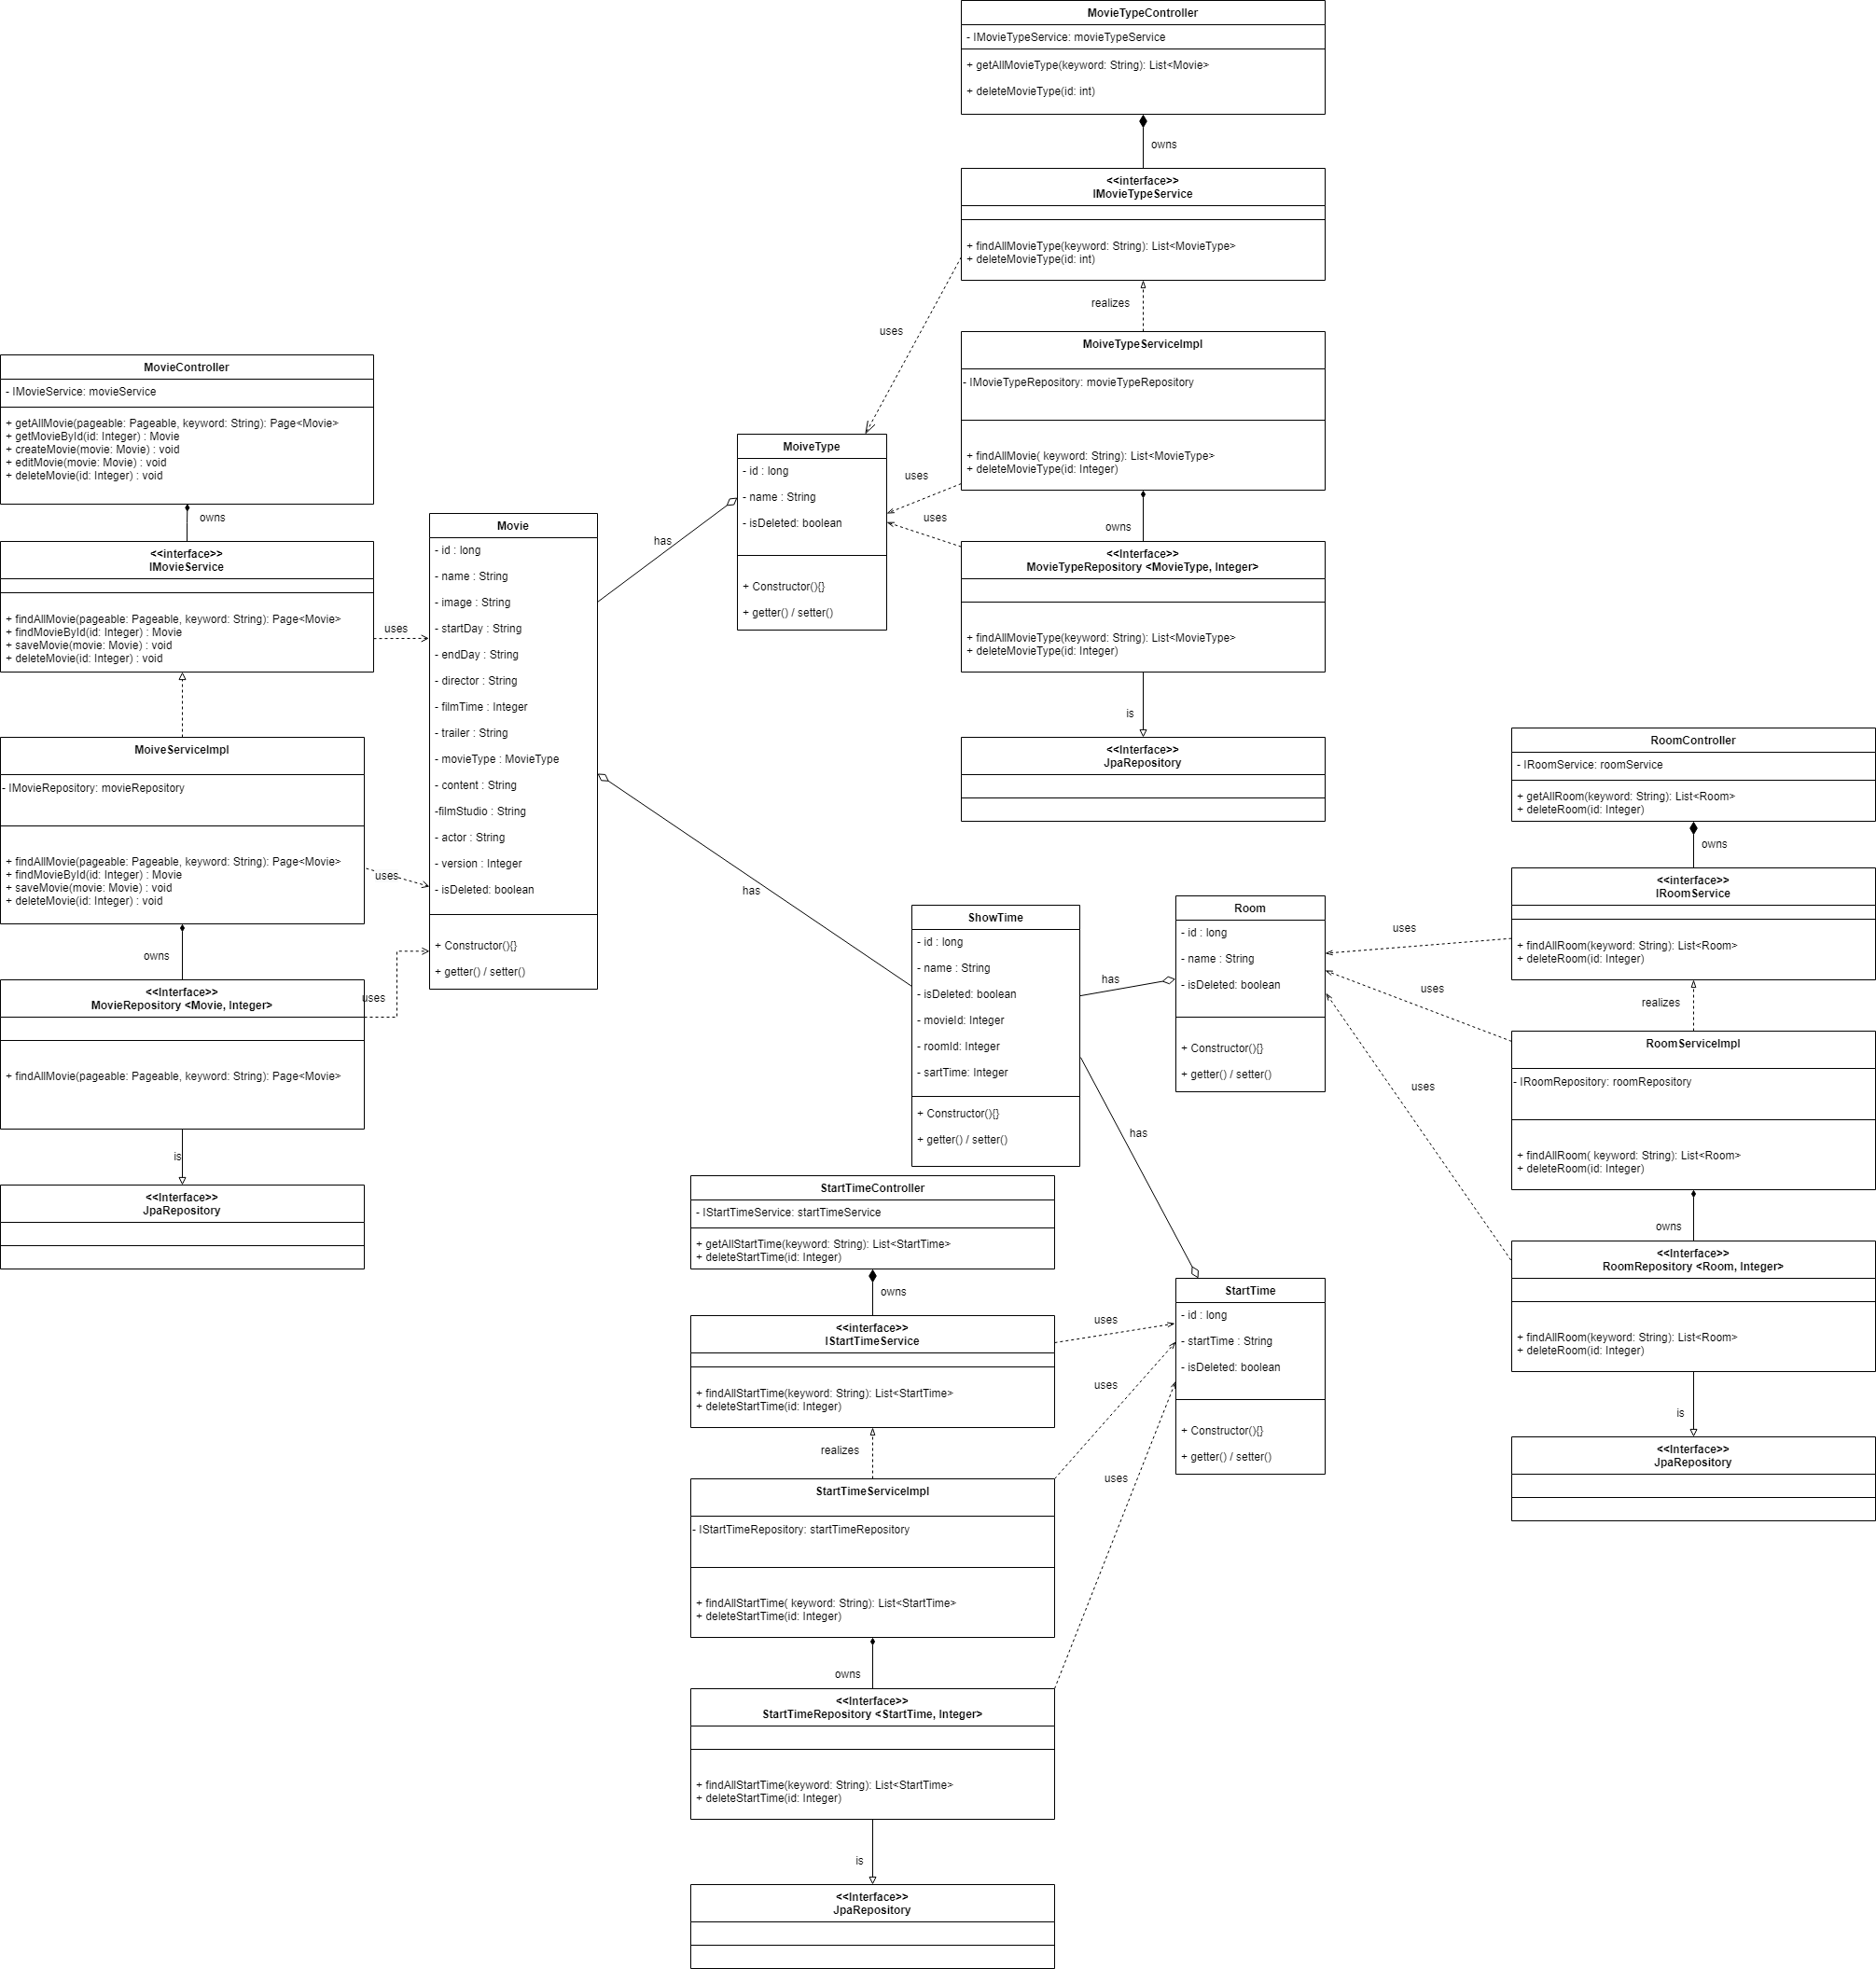 MovieTypeController
- IMovieTypeService: movieTypeService
+ getAllMovieType(keyword: String): List<Movie>
+ deleteMovieType(id: int)
owns
<<interface>>
IMovieTypeService
+ findAllMovieType(keyword: String): List<MovieType>
+ deleteMovieType(id: int)
realizes
uses
MoiveTypeServiceImpl
- IMovieTypeRepository: movieTypeRepository
+ findAllMovie( keyword: String): List<MovieType>
+ deleteMovieType(id: Integer)
uses
uses
owns
<<Interface>>
MovieTypeRepository <MovieType, Integer>
+ findAllMovieType(keyword: String): List<MovieType>
+ deleteMovieType(id: Integer)
is
<<Interface>>
JpaRepository
MovieController
- IMovieService: movieService
+ getAllMovie(pageable: Pageable, keyword: String): Page<Movie>
+ getMovieById(id: Integer) : Movie
+ createMovie(movie: Movie) : void
+ editMovie(movie: Movie) : void
+ deleteMovie(id: Integer) : void
owns
<<interface>>
IMovieService
+ findAllMovie(pageable: Pageable, keyword: String): Page<Movie>
+ findMovieById(id: Integer) : Movie
+ saveMovie(movie: Movie) : void
+ deleteMovie(id: Integer) : void
uses
MoiveServiceImpl
- IMovieRepository: movieRepository
+ findAllMovie(pageable: Pageable, keyword: String): Page<Movie>
+ findMovieById(id: Integer) : Movie
+ saveMovie(movie: Movie) : void
+ deleteMovie(id: Integer) : void
uses
owns
<<Interface>>
MovieRepository <Movie, Integer>
+ findAllMovie(pageable: Pageable, keyword: String): Page<Movie>
uses
is
<<Interface>>
JpaRepository
Movie
- id : long
- name : String
- image : String
- startDay : String
- endDay : String
- director : String
- filmTime : Integer
- trailer : String
- movieType : MovieType
- content : String
-filmStudio : String
- actor : String
- version : Integer
- isDeleted: boolean
+ Constructor(){}
+ getter() / setter()
has
MoiveType
- id : long
- name : String
- isDeleted: boolean
+ Constructor(){}
+ getter() / setter()
has
ShowTime
- id : long
- name : String
- isDeleted: boolean
- movieId: Integer
- roomId: Integer
- sartTime: Integer
+ Constructor(){}
+ getter() / setter()
has
Room
- id : long
- name : String
- isDeleted: boolean
+ Constructor(){}
+ getter() / setter()
has
RoomController
- IRoomService: roomService
+ getAllRoom(keyword: String): List<Room>
+ deleteRoom(id: Integer)
owns
<<interface>>
IRoomService
+ findAllRoom(keyword: String): List<Room>
+ deleteRoom(id: Integer)
uses
realizes
uses
RoomServiceImpl
- IRoomRepository: roomRepository
+ findAllRoom( keyword: String): List<Room>
+ deleteRoom(id: Integer)
uses
owns
<<Interface>>
RoomRepository <Room, Integer>
+ findAllRoom(keyword: String): List<Room>
+ deleteRoom(id: Integer)
is
<<Interface>>
JpaRepository
StartTimeController
- IStartTimeService: startTimeService
+ getAllStartTime(keyword: String): List<StartTime>
+ deleteStartTime(id: Integer)
owns
<<interface>>
IStartTimeService
+ findAllStartTime(keyword: String): List<StartTime>
+ deleteStartTime(id: Integer)
uses
realizes
uses
StartTimeServiceImpl
- IStartTimeRepository: startTimeRepository
+ findAllStartTime( keyword: String): List<StartTime>
+ deleteStartTime(id: Integer)
uses
owns
<<Interface>>
StartTimeRepository <StartTime, Integer>
+ findAllStartTime(keyword: String): List<StartTime>
+ deleteStartTime(id: Integer)
is
<<Interface>>
JpaRepository
StartTime
- id : long
- startTime : String
- isDeleted: boolean
+ Constructor(){}
+ getter() / setter()